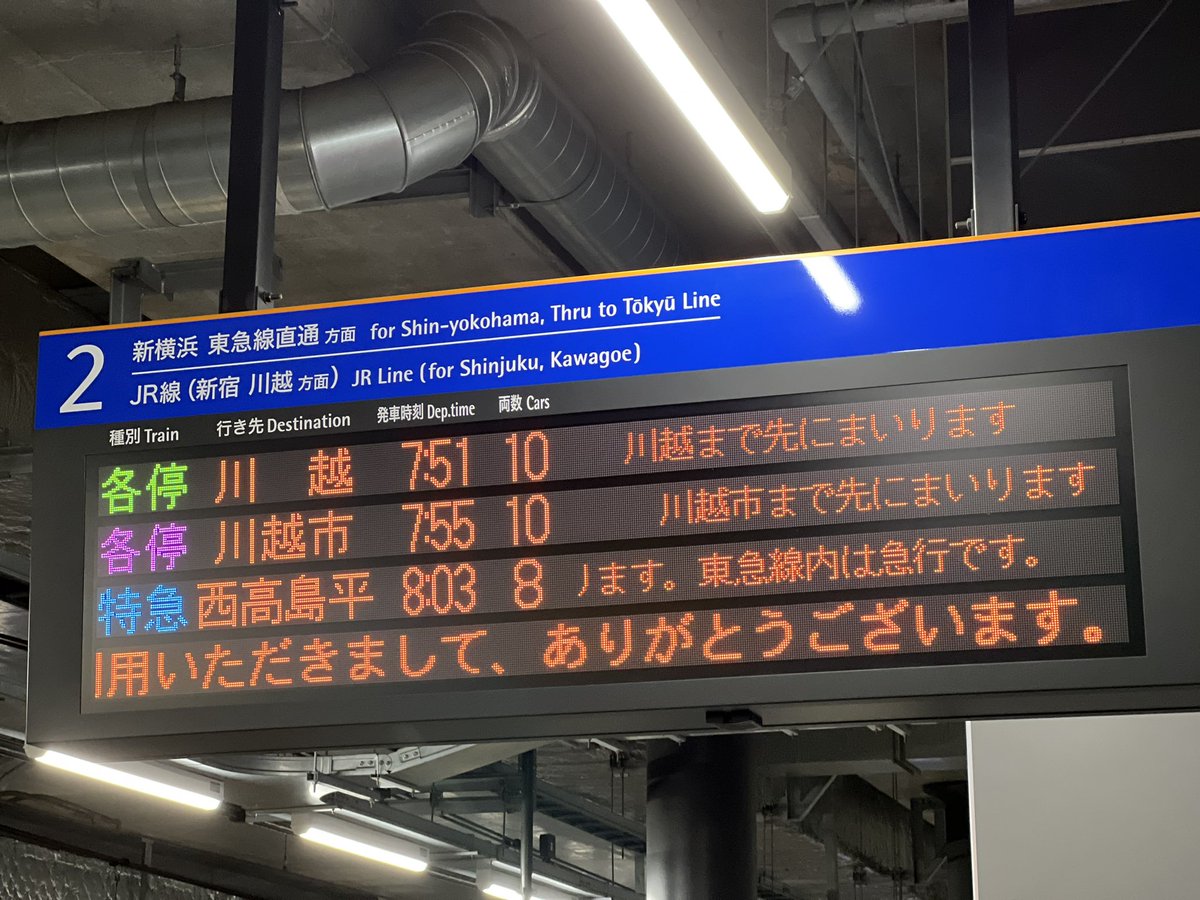 2
新横浜 東急線直通 方面 for Shin-yokohama, Thru to Tōkyū Line
JR線 (新宿 川越 方面) JR Line (for Shinjuku, Kawagoe)
種別 Train 行き先 Destination 発車時刻 Dep.time 両数 Cars
各停 川 越 7:51 10 川越まで先にまいります
各停 川越市 7:55 10 川越市まで先にまいります
特急 西高島平 8:03 8 ります。東急線内は急行です。
用いただきまして、ありがとうございます。